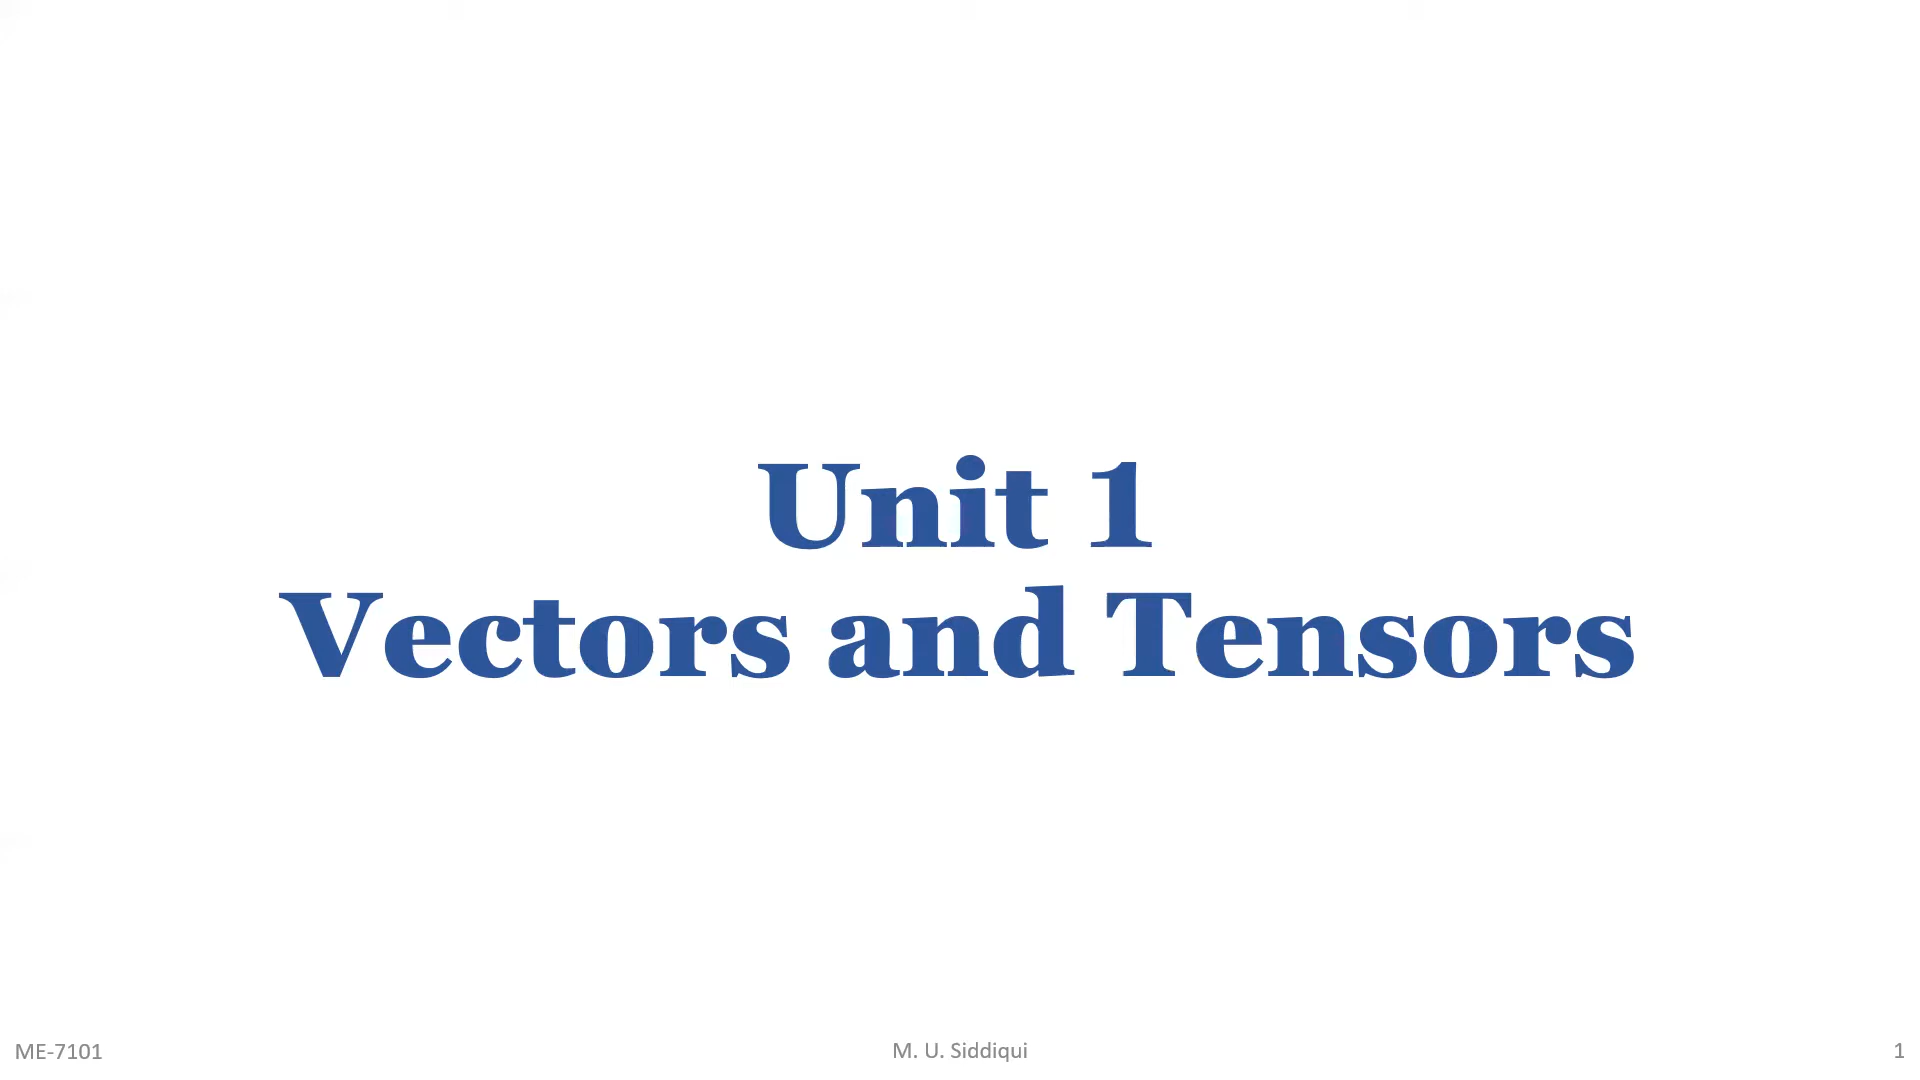 Unit 1
Vectors and Tensors
ME-7101
M. U. Siddiqui
1